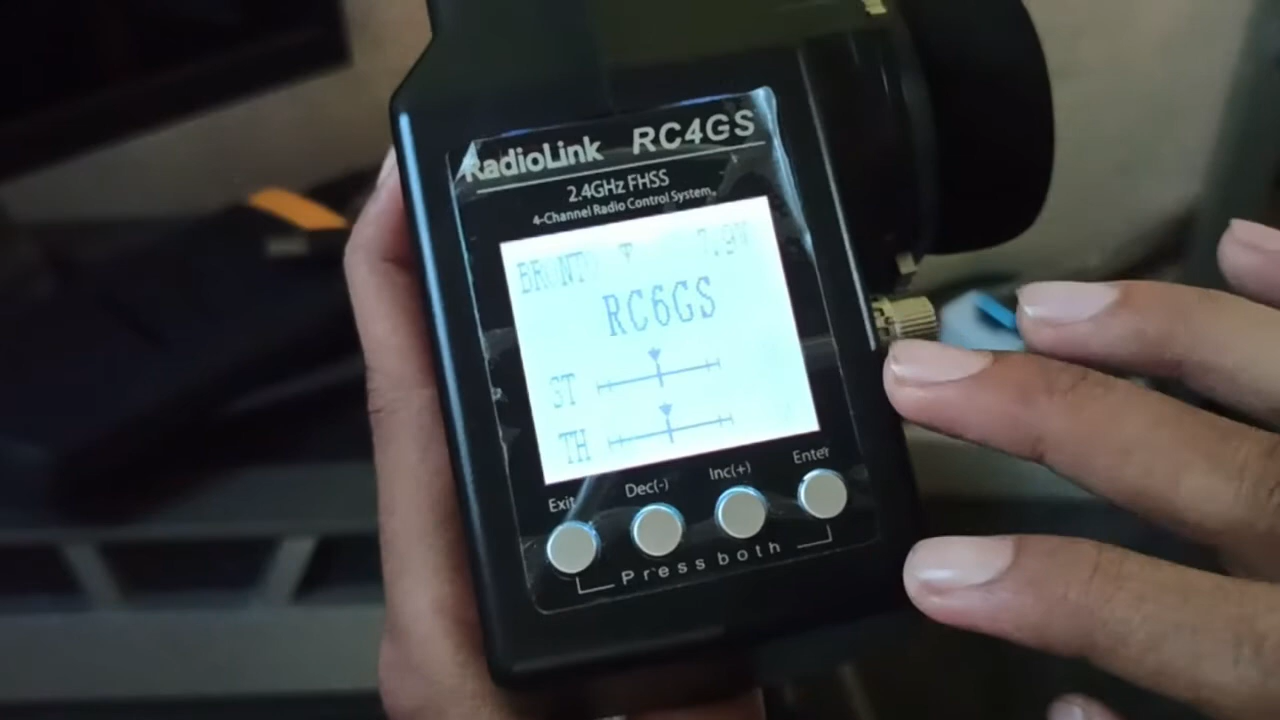 RadioLink RC4GS
2.4GHz FHSS
4-Channel Radio Control System
RC6GS
ST
TH
Exit Dec(-) Inc(+) Enter
Press both